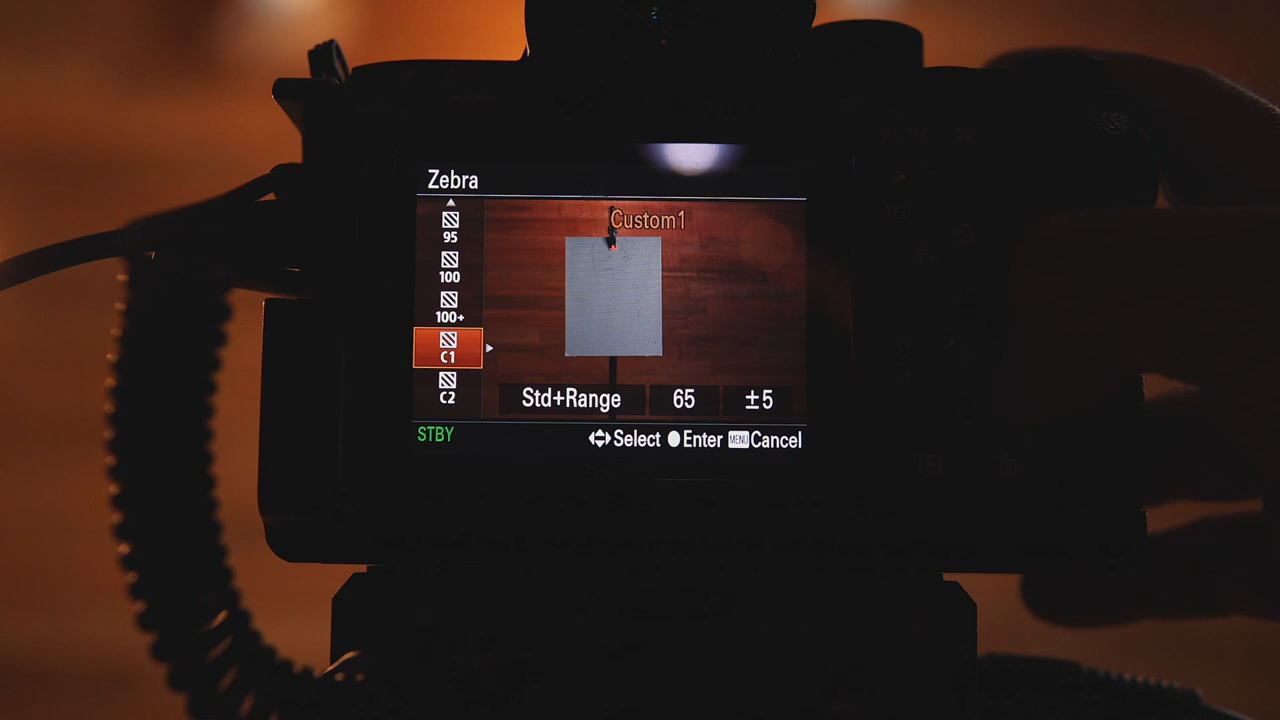 Zebra
Custom1
95
100
100+
C1
C2
Std+Range 65 ±5
STBY
Select Enter MENU Cancel